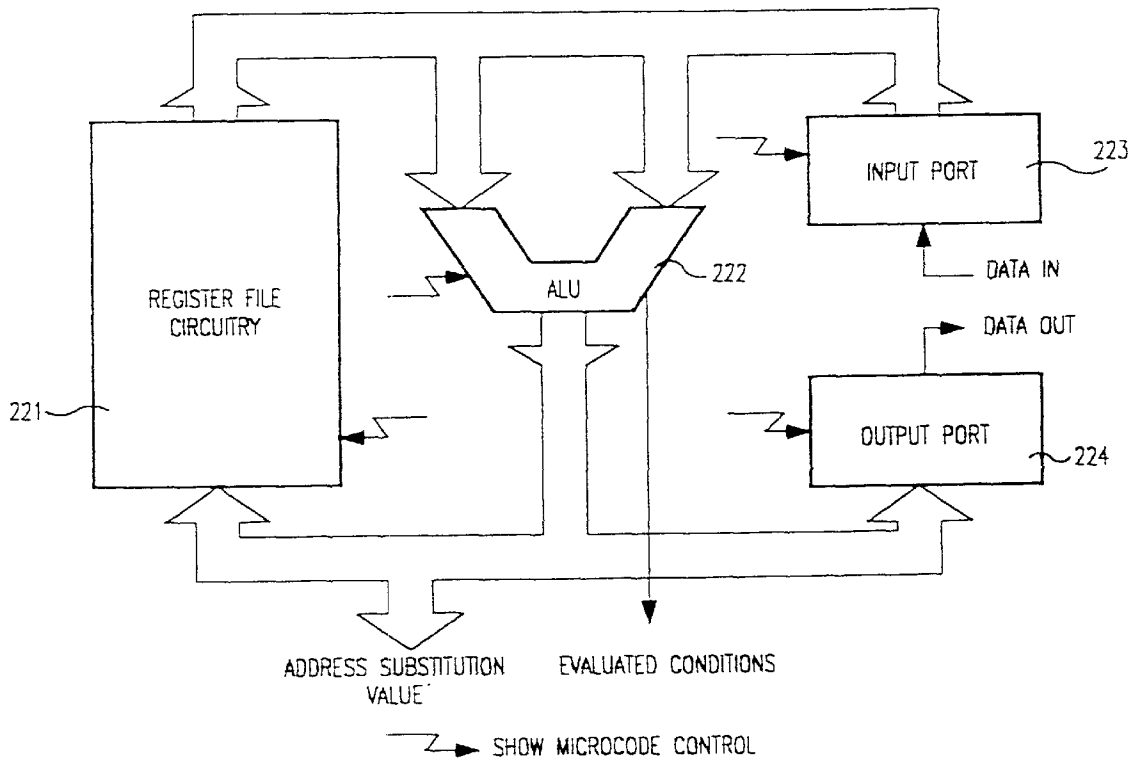 INPUT PORT
223
DATA IN
222
ALU
REGISTER FILE
CIRCUITRY
DATA OUT
221
OUTPUT PORT
224
ADDRESS SUBSTITUTION
VALUE
EVALUATED CONDITIONS
SHOW MICROCODE CONTROL